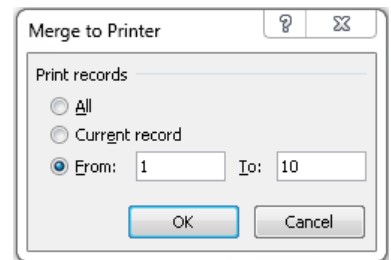 Merge to Printer
Print records
All
Current record
From: 1 To: 10
OK Cancel